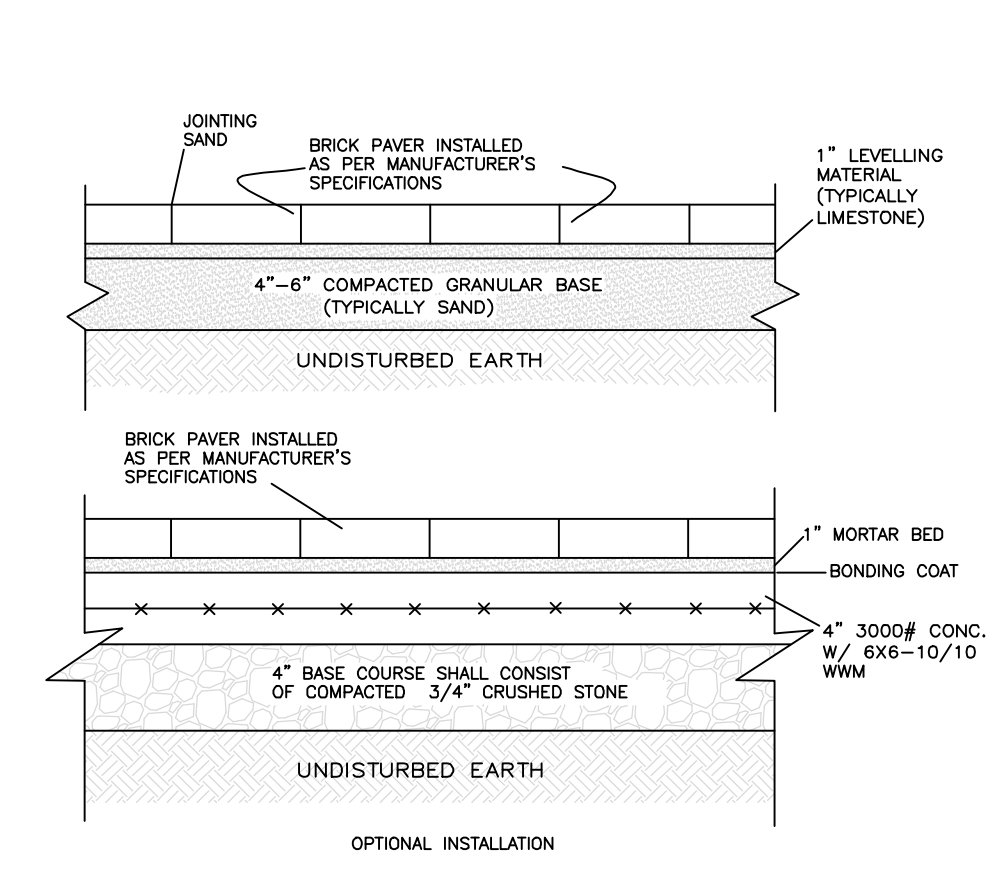 JOINTING
SAND
BRICK PAVER INSTALLED
AS PER MANUFACTURER'S
SPECIFICATIONS
1" LEVELLING
MATERIAL
(TYPICALLY
LIMESTONE)
4"-6" COMPACTED GRANULAR BASE
(TYPICALLY SAND)
UNDISTURBED EARTH
BRICK PAVER INSTALLED
AS PER MANUFACTURER'S
SPECIFICATIONS
1" MORTAR BED
BONDING COAT
4" 3000# CONC.
W/ 6X6-10/10
WWM
4" BASE COURSE SHALL CONSIST
OF COMPACTED 3/4" CRUSHED STONE
UNDISTURBED EARTH
OPTIONAL INSTALLATION